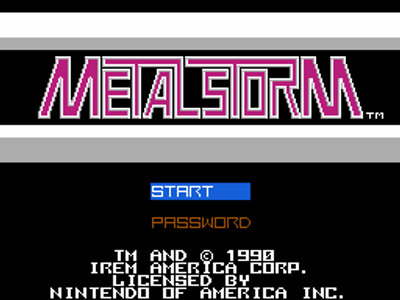 METALSTORM TM
START
PASSWORD
TM AND © 1990
IREM AMERICA CORP.
LICENSED BY
NINTENDO OF AMERICA INC.